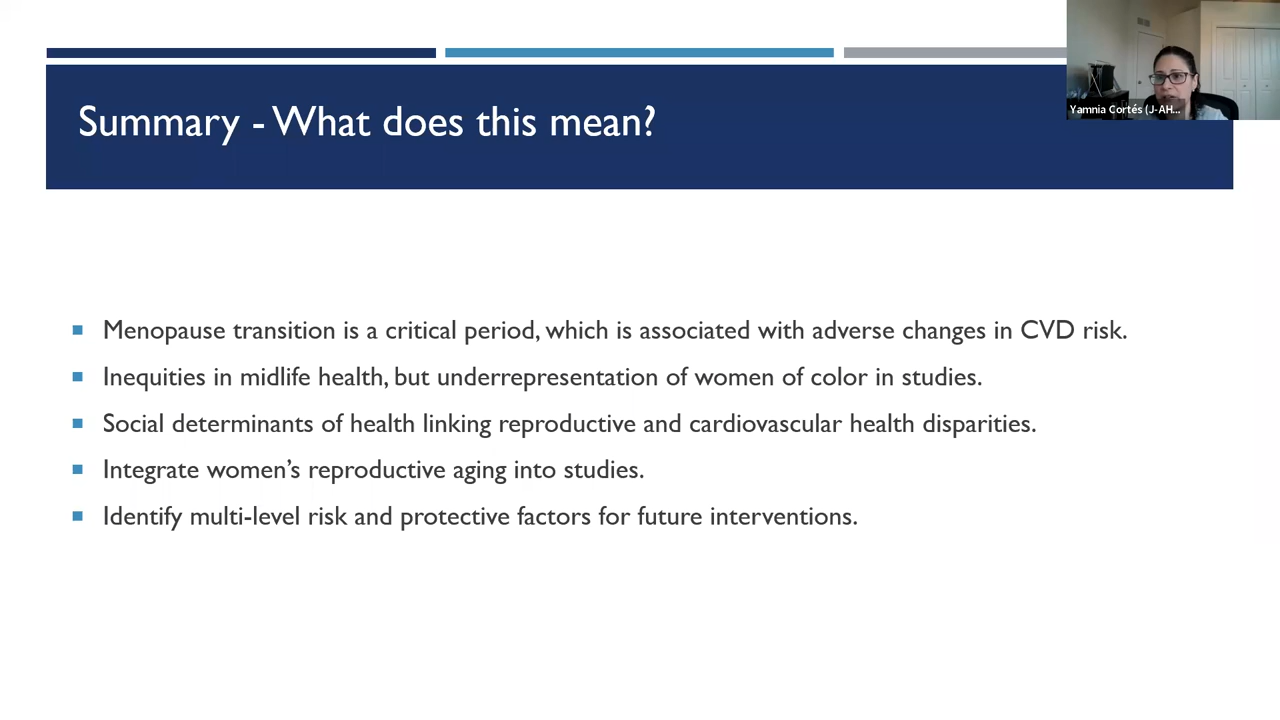 Yamnia Cortés (J-AH...
Summary - What does this mean?
Menopause transition is a critical period, which is associated with adverse changes in CVD risk.
Inequities in midlife health, but underrepresentation of women of color in studies.
Social determinants of health linking reproductive and cardiovascular health disparities.
Integrate women’s reproductive aging into studies.
Identify multi-level risk and protective factors for future interventions.